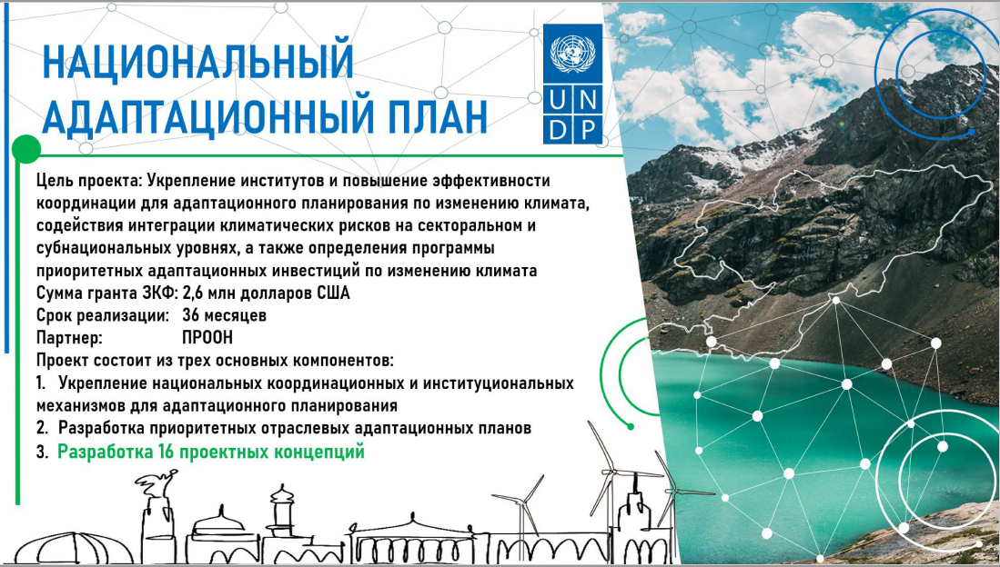 НАЦИОНАЛЬНЫЙ
АДАПТАЦИОННЫЙ ПЛАН
UN
DP
Цель проекта: Укрепление институтов и повышение эффективности
координации для адаптационного планирования по изменению климата,
содействия интеграции климатических рисков на секторальном и
субнациональных уровнях, а также определения программы
приоритетных адаптационных инвестиций по изменению климата
Сумма гранта ЗКФ: 2,6 млн долларов США
Срок реализации: 36 месяцев
Партнер: ПРООН
Проект состоит из трех основных компонентов:
1. Укрепление национальных координационных и институциональных
механизмов для адаптационного планирования
2. Разработка приоритетных отраслевых адаптационных планов
3. Разработка 16 проектных концепций